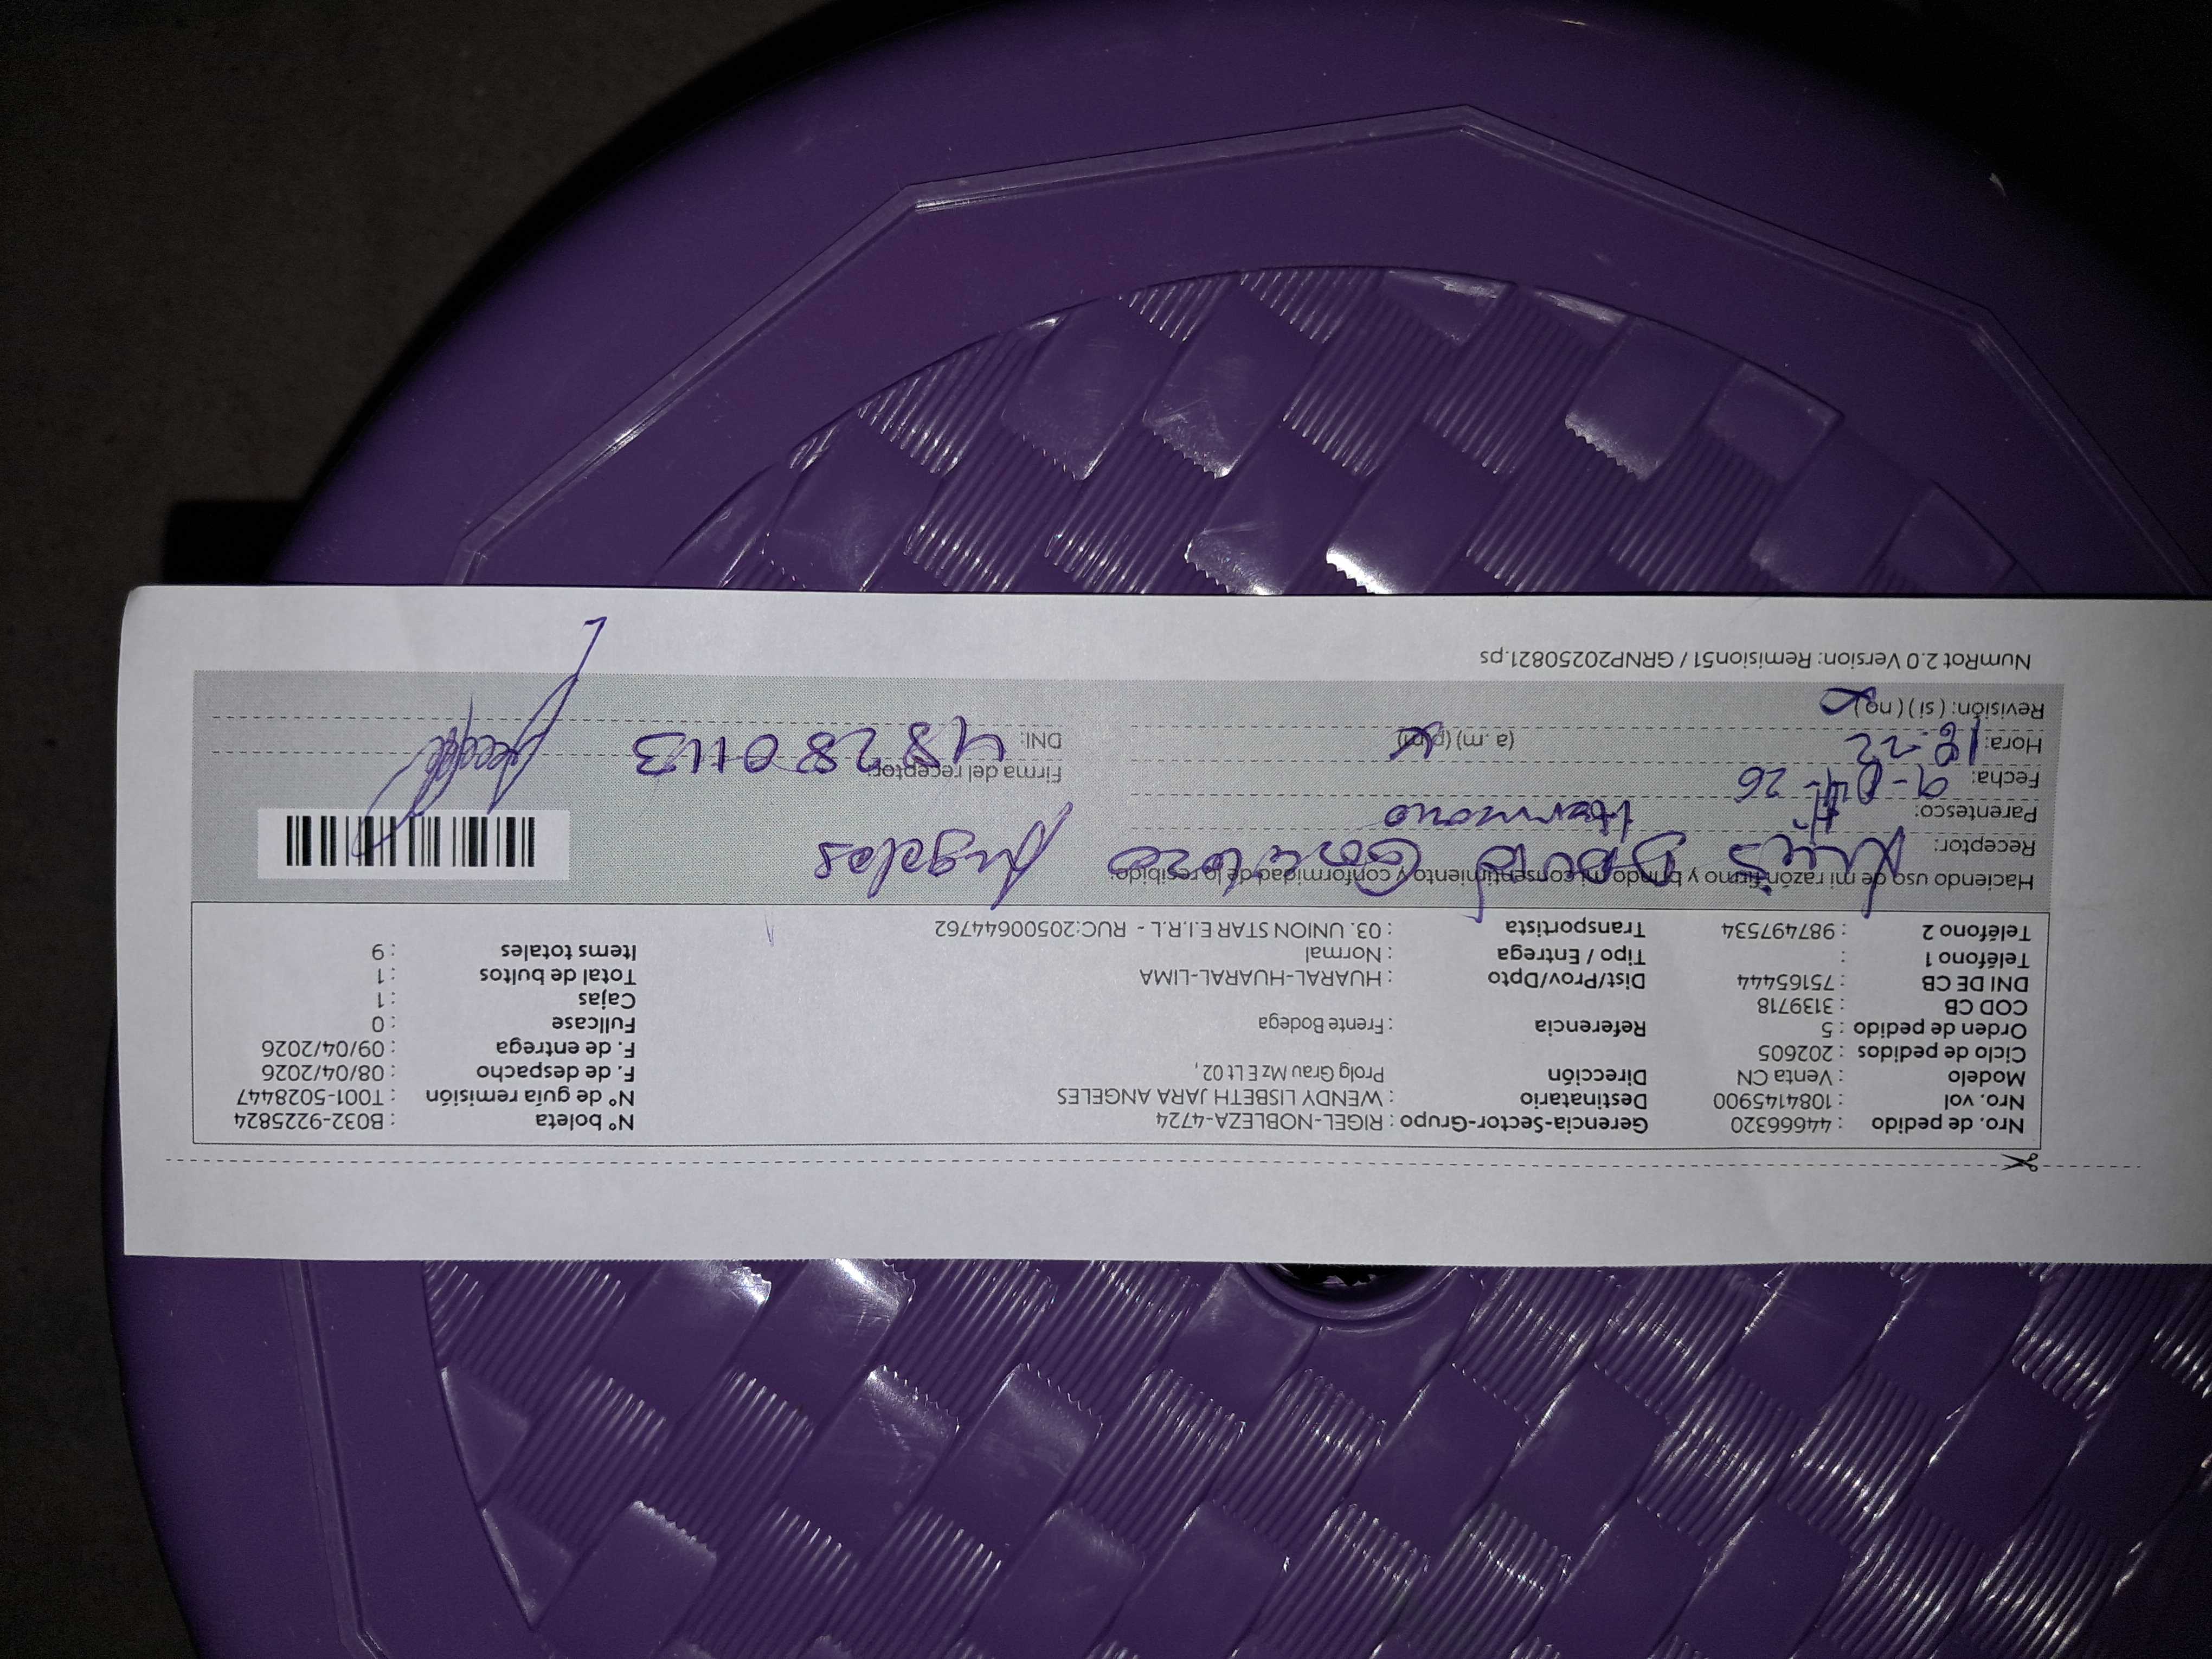 Nro. de pedido : 44666320 Gerencia-Sector-Grupo : RIGEL-NOBLEZA-4724 N° boleta : B032-9225824
Nro. vol : 1084145900 Destinatario : WENDY LISBETH JARA ANGELES N° de guía remisión : T001-5028447
Modelo : Venta CN Dirección Prolg Grau Mz E Lt 02 , F. de despacho : 08/04/2026
Ciclo de pedidos : 202605 F. de entrega : 09/04/2026
Orden de pedido : 5 Referencia : Frente Bodega Fullcase : 0
COD CB : 3139718 Cajas : 1
DNI DE CB : 75165444 Dist/Prov/Dpto : HUARAL-HUARAL-LIMA Total de bultos : 1
Teléfono 1 : Tipo / Entrega : Normal Items totales : 9
Teléfono 2 : 987497534 Transportista : 03. UNION STAR E.I.R.L - RUC:20500644762
Haciendo uso de mi razón firmo y brindo mi consentimiento y conformidad de lo recibido:
Receptor: Angeles
Parentesco: Hermano
Fecha: 9-04-26 Firma del receptor:
Hora: 18-22 (a.m) (p.m) DNI: 48280113
Revisión: (si) (no)
NumRot 2.0 Version: Remision51 / GRNP20250821.ps